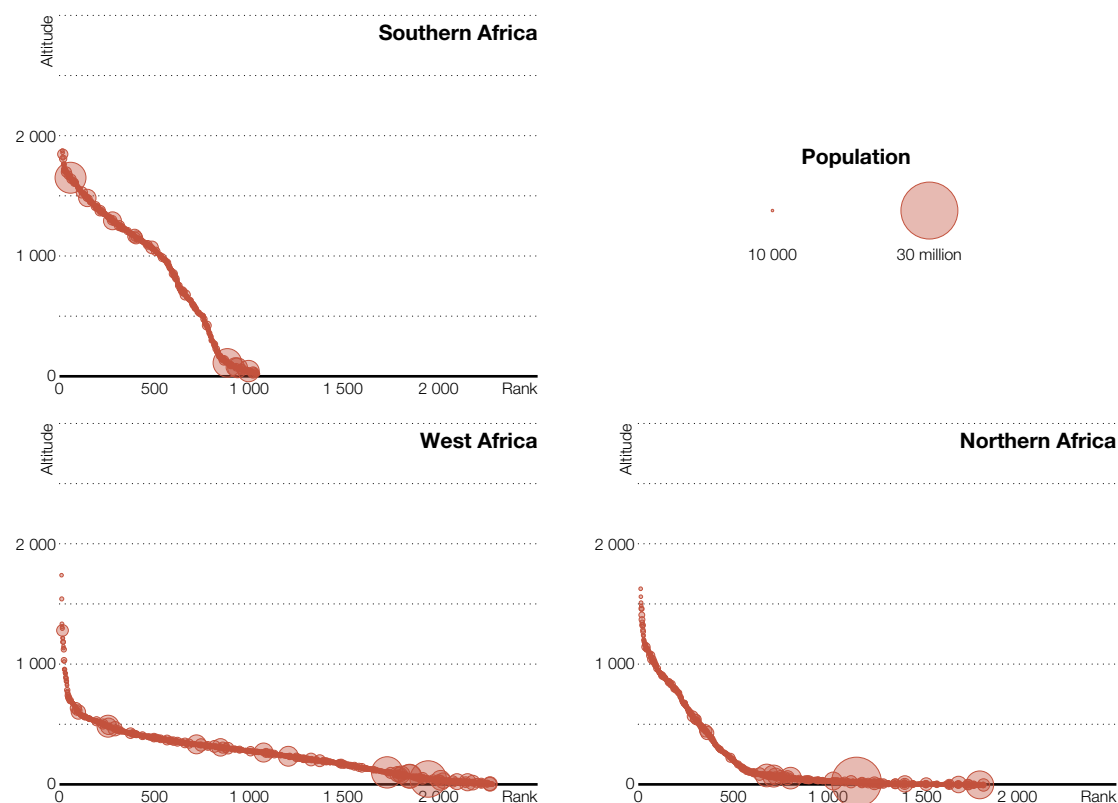 Altitude
Southern Africa
2 000
1 000
0
0 500 1 000 1 500 2 000 Rank
Population
10 000 30 million
Altitude
West Africa
2 000
1 000
0
0 500 1 000 1 500 2 000 Rank
Altitude
Northern Africa
2 000
1 000
0
0 500 1 000 1 500 2 000 Rank